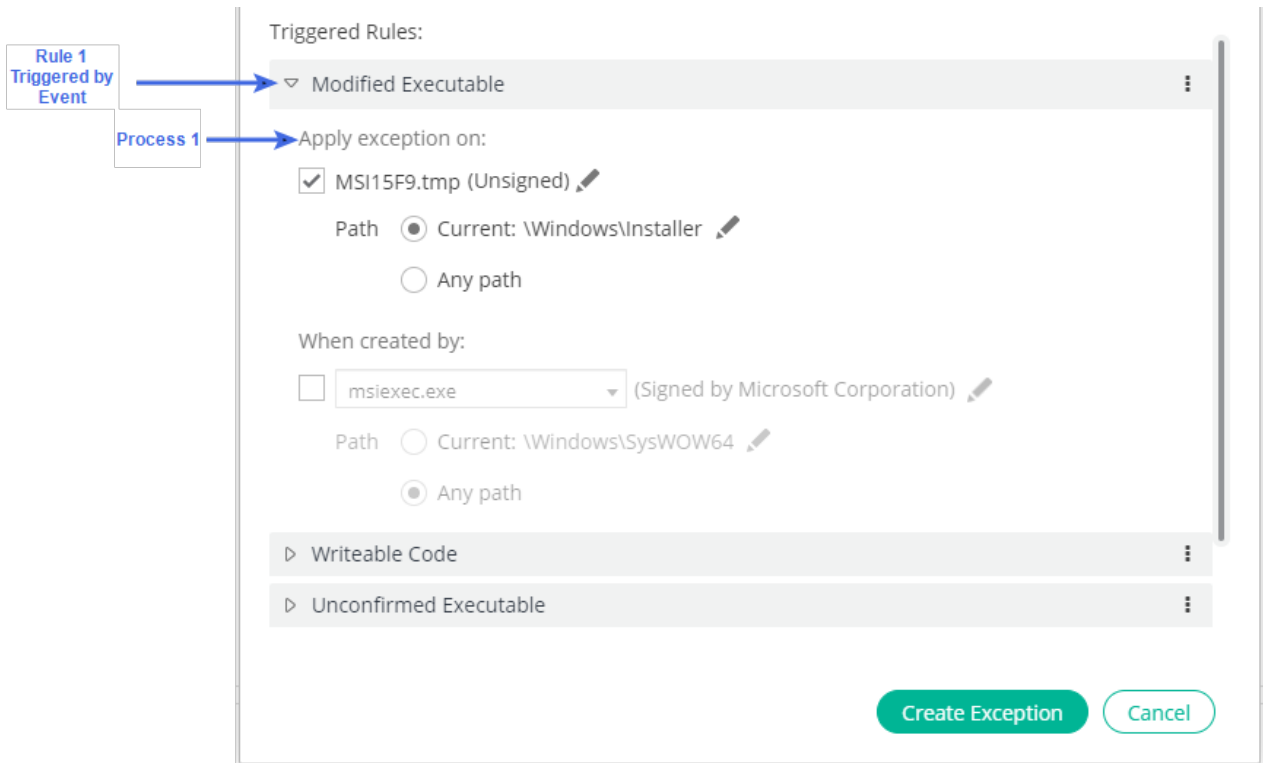 Triggered Rules:
Rule 1
Triggered by
Event
Modified Executable
Process 1
Apply exception on:
MSI15F9.tmp (Unsigned)
Path Current: \Windows\Installer
Any path
When created by:
msiexec.exe (Signed by Microsoft Corporation)
Path Current: \Windows\SysWOW64
Any path
Writeable Code
Unconfirmed Executable
Create Exception Cancel